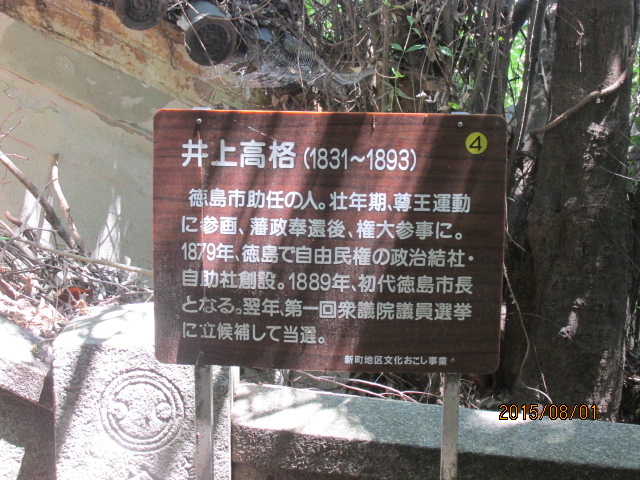 井上高格 (1831～1893)
4
徳島市助任の人。壮年期、尊王運動
に参画、藩政奉還後、権大参事に。
1879年、徳島で自由民権の政治結社・
自助社創設。1889年、初代徳島市長
となる。翌年、第一回衆議院議員選挙
に立候補して当選。
新町地区文化おこし事業
2015/08/01